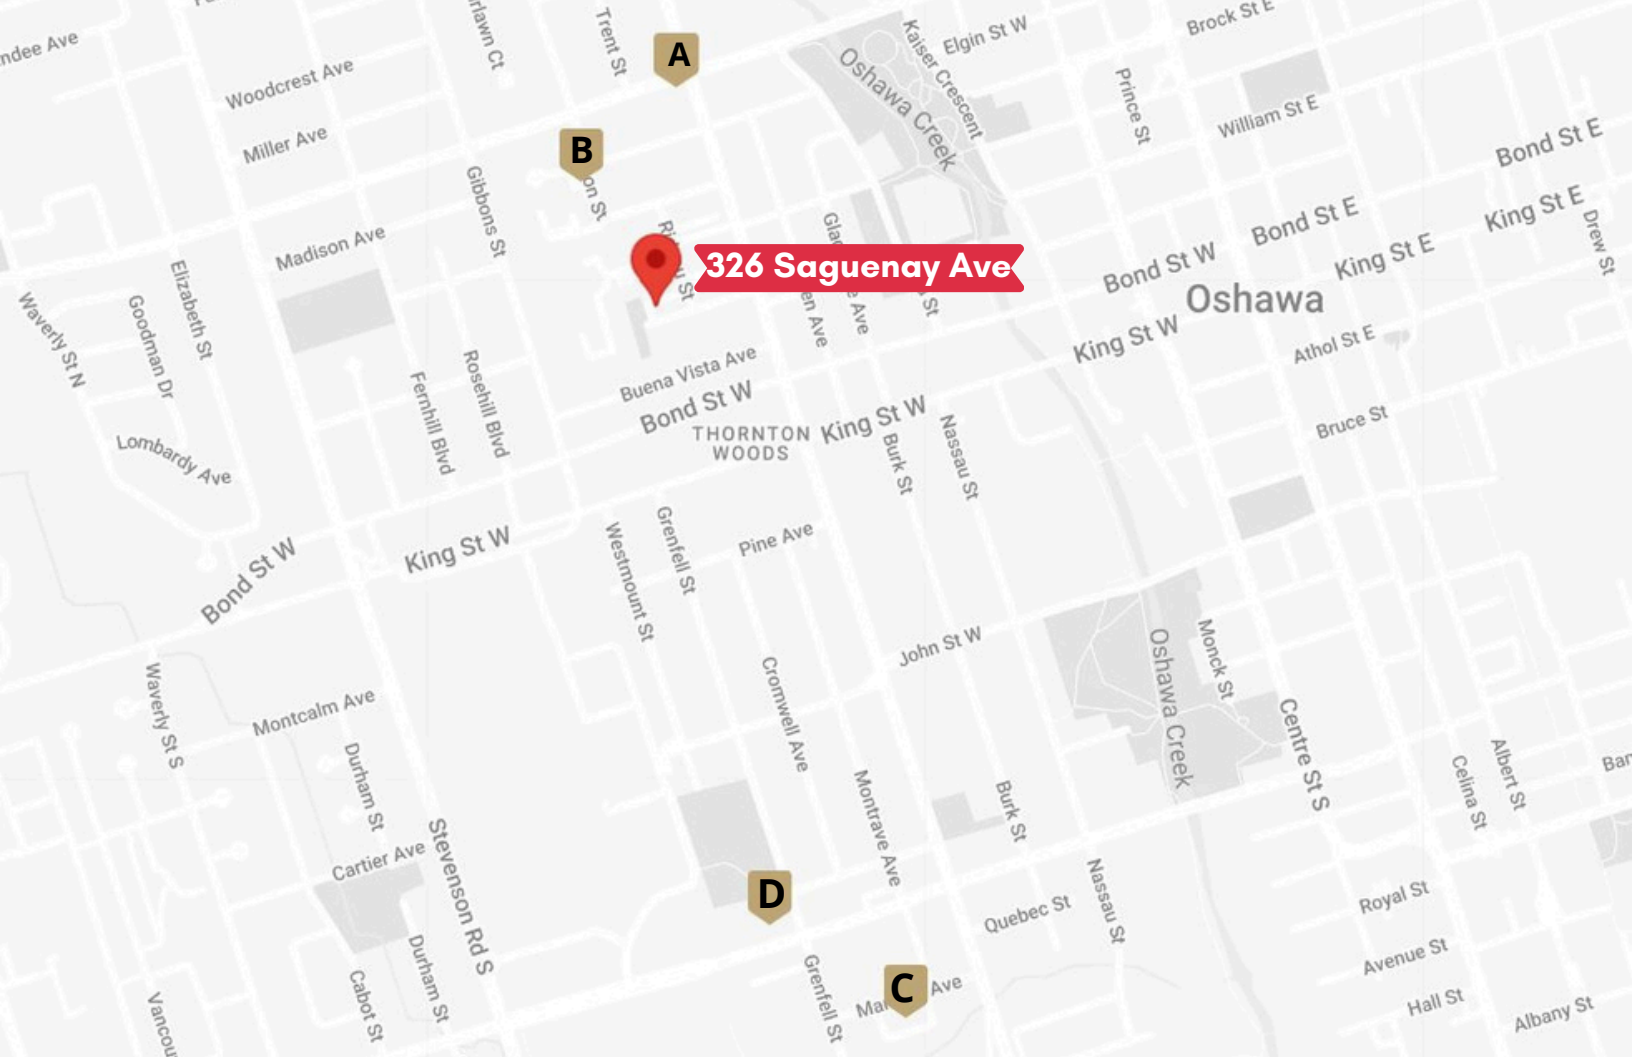 Trent St
A
Kaiser Crescent
Elgin St W
Brock St E
Woodcrest Ave
Oshawa Creek
Prince St
Miller Ave
William St E
B
Bond St E
Gibbons St
Madison Ave
Bond St E
King St E
Drew St
Elizabeth St
326 Saguenay Ave
Bond St W
King St E
Waverly St N
Goodman Dr
Oshawa
King St W
Athol St E
Rosehill Blvd
Fernhill Blvd
Buena Vista Ave
Bond St W
THORNTON
WOODS
King St W
Nassau St
Burk St
Bruce St
Lombardy Ave
Bond St W
King St W
Westmount St
Grenfell St
Pine Ave
John St W
Monck St
Oshawa Creek
Waverly St S
Montcalm Ave
Cromwell Ave
Centre St S
Durham St
Montrave Ave
Burk St
Celina St
Albert St
Cartier Ave
Stevenson Rd S
D
Nassau St
Quebec St
Royal St
Durham St
Avenue St
Cabot St
Grenfell St
C
Ave
Hall St
Albany St